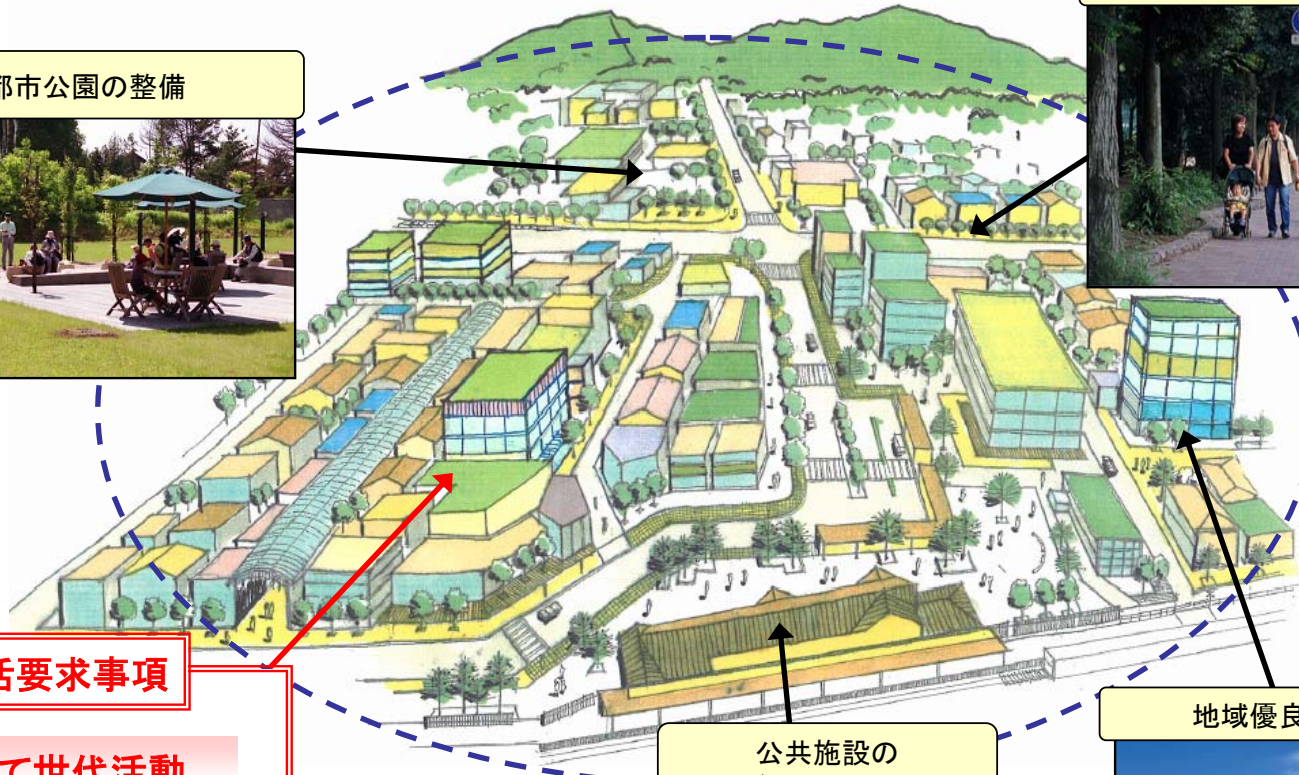 都市公園の整備
括要求事項
て世代活動
公共施設の
地域優良